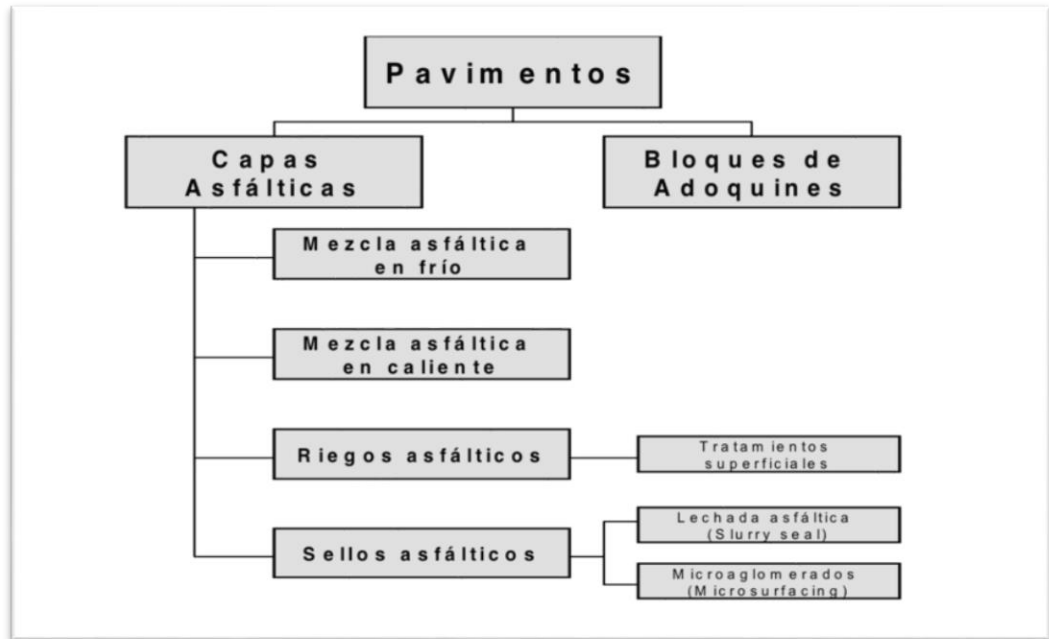 Pavimentos
Capas
Asfálticas
Bloques de
Adoquines
Mezcla asfáltica
en frío
Mezcla asfáltica
en caliente
Riegos asfálticos
Tratamientos
superficiales
Sellos asfálticos
Lechada asfáltica
(Slurry seal)
Microaglomerados
(Microsurfacing)